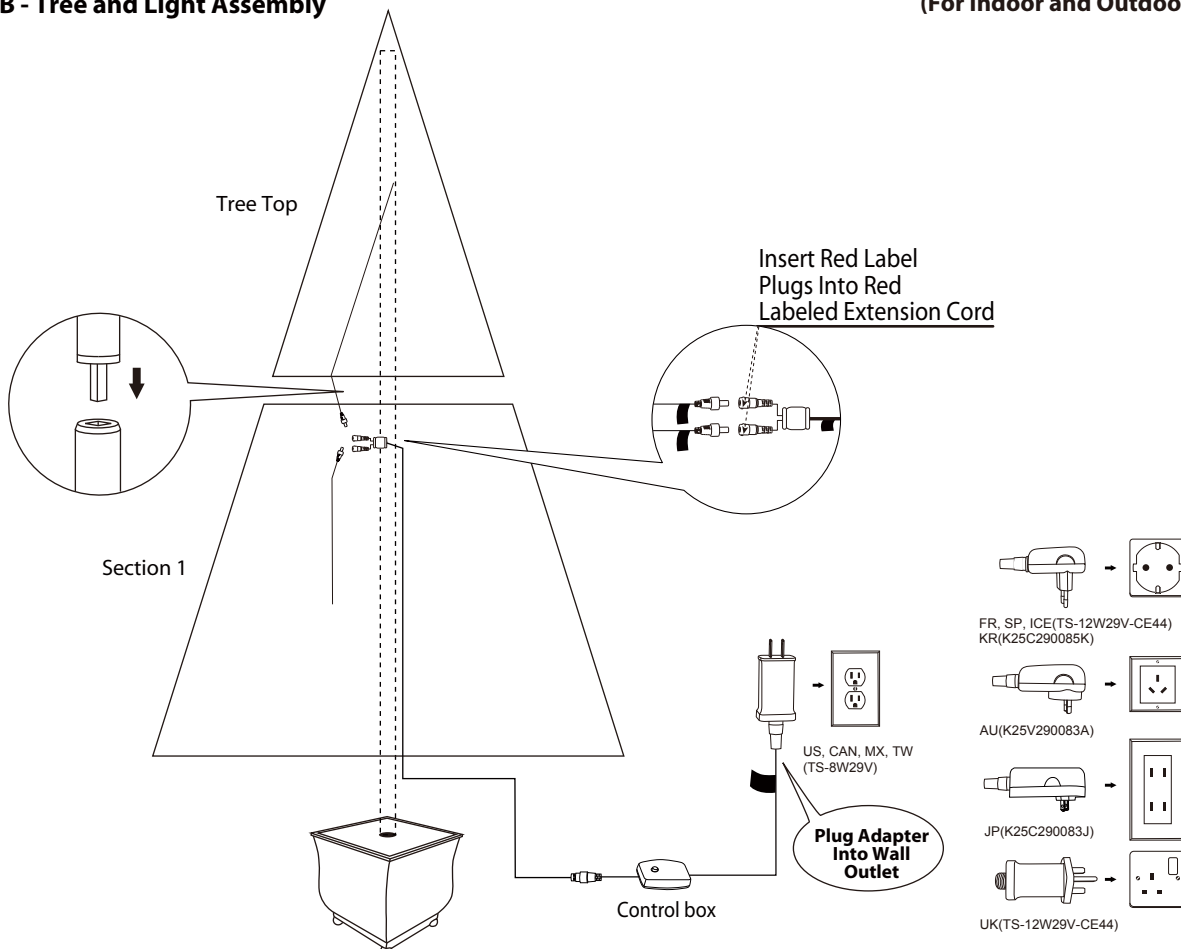 B - Tree and Light Assembly
(For Indoor and Outdoo
Tree Top
Insert Red Label
Plugs Into Red
Labeled Extension Cord
Section 1
FR, SP, ICE(TS-12W29V-CE44)
KR(K25C290085K)
AU(K25V290083A)
US, CAN, MX, TW
(TS-8W29V)
JP(K25C290083J)
Plug Adapter
Into Wall
Outlet
Control box
UK(TS-12W29V-CE44)